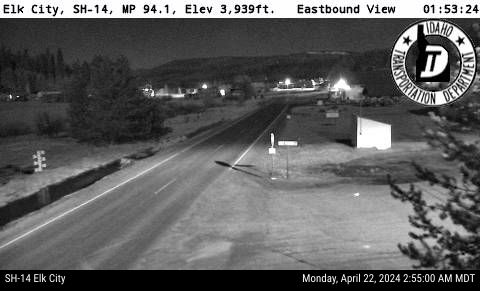 Elk City, SH-14, MP 94.1, Elev 3,939ft. Eastbound View 01:53:24
IDAHO
TRANSPORTATION DEPARTMENT
SH-14 Elk City Monday, April 22, 2024 2:55:00 AM MDT